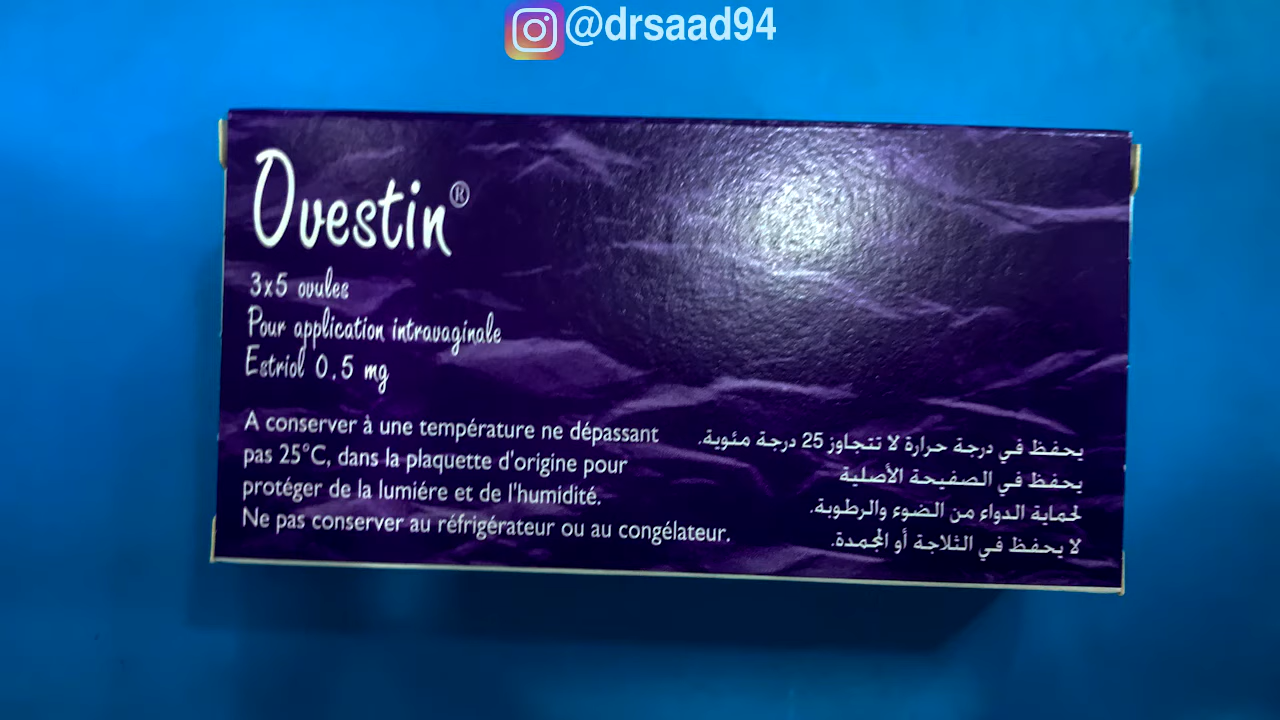 @drsaad94
Ovestin®
3x5 ovules
Pour application intravaginale
Estriol 0.5 mg
A conserver à une température ne dépassant
pas 25°C, dans la plaquette d'origine pour
protéger de la lumiére et de l'humidité.
Ne pas conserver au réfrigérateur ou au congélateur.
يحفظ في درجة حرارة لا تتجاوز 25 درجة مئوية.
يحفظ في الصفيحة الأصلية
لحماية الدواء من الضوء والرطوبة.
لا يحفظ في الثلاجة أو المجمدة.